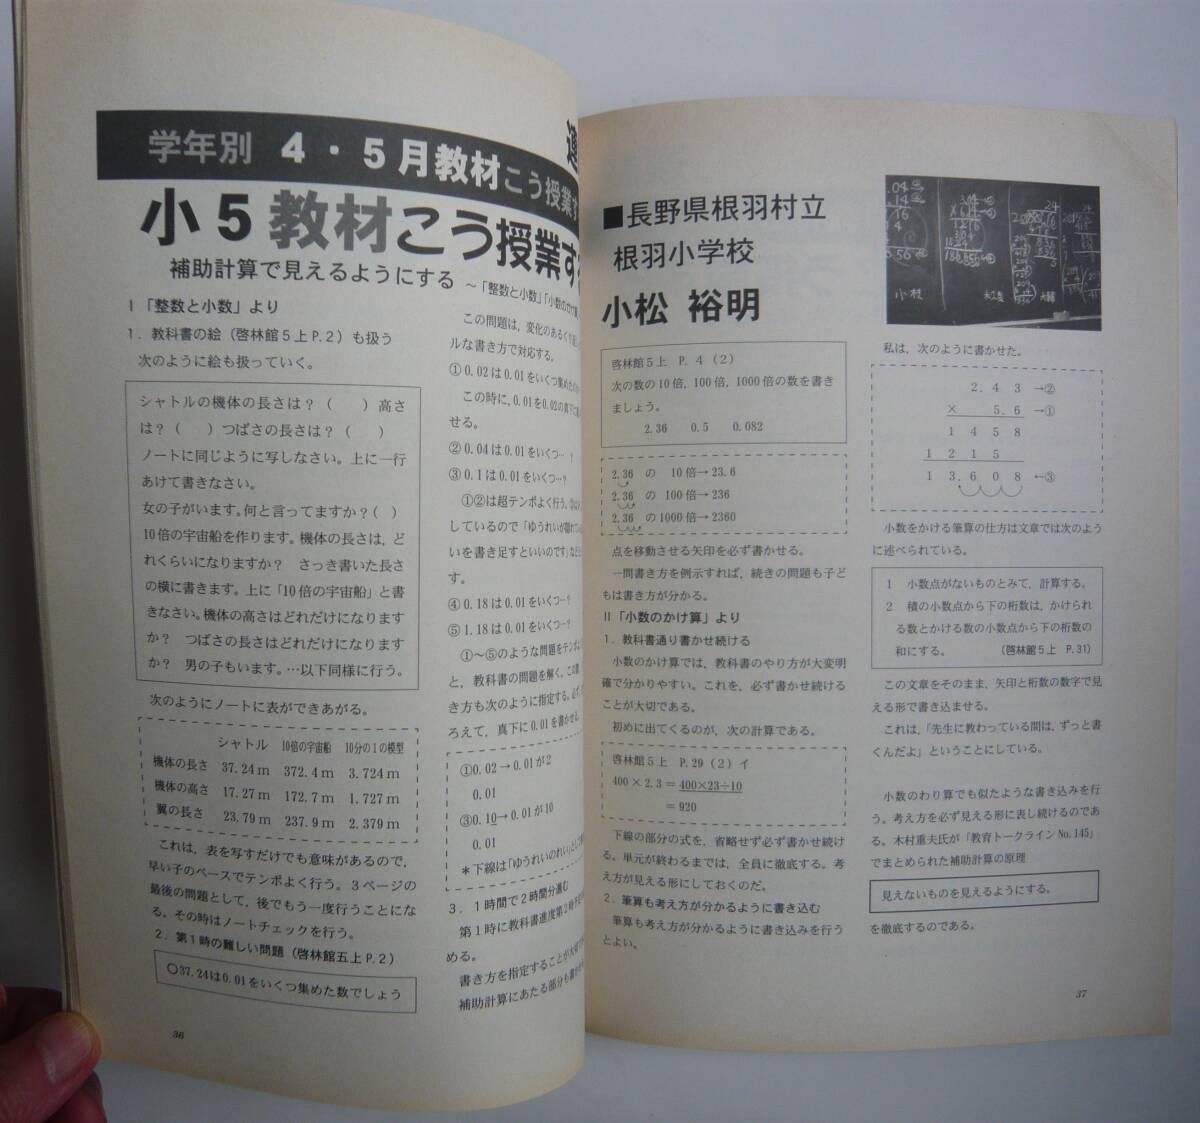 学年別 4・5月教材こう授業す
小5教材こう授業す
補助計算で見えるようにする
～「整数と小数」「小数のかけ算
Ⅰ「整数と小数」より
1．教科書の絵(啓林館5上P.2)も扱う
次のように絵も扱っていく。
シャトルの機体の長さは？(　)高さ
は？(　)つばさの長さは？(　)
ノートに同じように写しなさい。上に一行
あけて書きなさい。
女の子がいます。何と言ってますか？(　)
10倍の宇宙船を作ります。機体の長さは、ど
れくらいになりますか？　さっき書いた長さ
の横に書きます。上に「10倍の宇宙船」と書
きなさい。機体の高さはどれだけになります
か？　つばさの長さはどれだけになります
か？　男の子もいます。…以下同様に行う。
次のようにノートに表ができあがる。
シャトル　10倍の宇宙船　10分の1の模型
機体の長さ　37.24m　372.4m　3.724m
機体の高さ　17.27m　172.7m　1.727m
翼の長さ　23.79m　237.9m　2.379m
これは、表を写すだけでも意味があるので、
早い子のペースでテンポよく行う。3ページの
最後の問題として、後でもう一度行うことにな
る。その時はノートチェックを行う。
2．第1時の難しい問題(啓林館五上P.2)
○37.24は0.01をいくつ集めた数でしょう
36
この問題は、変化のあるくり
ルな書き方で対応する。
①0.02は0.01をいくつ集めた
この時に、0.01を0.02の真下に
せる。
②0.04は0.01をいくつ…？
③0.1は0.01をいくつ…？
①②は超テンポよく行う。
しているので「ゆうれいが隠れて
いを書き足すといいのです」など
す。
④0.18は0.01をいくつ…？
⑤1.18は0.01をいくつ…？
①～⑤のような問題をテンポよ
と、教科書の問題を解く。この
き方も次のように指定する。必ず
ろえて、真下に0.01を書かせる。
①0.02→0.01が2
0.01
③0.10→0.01が10
0.01
＊下線は「ゆうれいのれい」
3．1時間で2時間分進む
第1時に教科書進度第2時
める。
書き方を指定することが大切
補助計算にあたる部分も
■長野県根羽村立
根羽小学校
小松 裕明
啓林館5上　P.4(2)
次の数の10倍，100倍，1000倍の数を書き
ましょう。
2.36　0.5　0.082
2.36 の　10倍→23.6
2.36 の　100倍→236
2.36 の1000倍→2360
点を移動させる矢印を必ず書かせる。
一問書き方を例示すれば、続きの問題も子ど
もは書き方が分かる。
Ⅱ「小数のかけ算」より
1．教科書通り書かせ続ける
小数のかけ算では、教科書のやり方が大変明
確で分かりやすい。これを、必ず書かせ続ける
ことが大切である。
初めに出てくるのが、次の計算である。
啓林館5上　P.29(2)イ
400×2.3＝400×23÷10
＝920
下線の部分の式を、省略せず必ず書かせ続け
る。単元が終わるまでは、全員に徹底する。考
え方が見える形にしておくのだ。
2．筆算も考え方が分かるように書き込む
筆算も考え方が分かるように書き込みを行う
とよい。
小枝
大輔
私は、次のように書かせた。
2.43 →②
× 5.6 →①
1458
1215
13.608 ←③
小数をかける筆算の仕方は文章では次のよう
に述べられている。
1　小数点がないものとみて、計算する。
2　積の小数点から下の桁数は、かけられ
る数とかける数の小数点から下の桁数の
和にする。　(啓林館5上　P.31)
この文章をそのまま、矢印と桁数の数字で見
える形で書き込ませる。
これは、「先生に教わっている間は、ずっと書
くんだよ」ということにしている。
小数のわり算でも似たような書き込みを行
う。考え方を必ず見える形に表し続けるのであ
る。木村重夫氏が「教育トークラインNo.145」
でまとめられた補助計算の原理
見えないものを見えるようにする。
を徹底するのである。
37